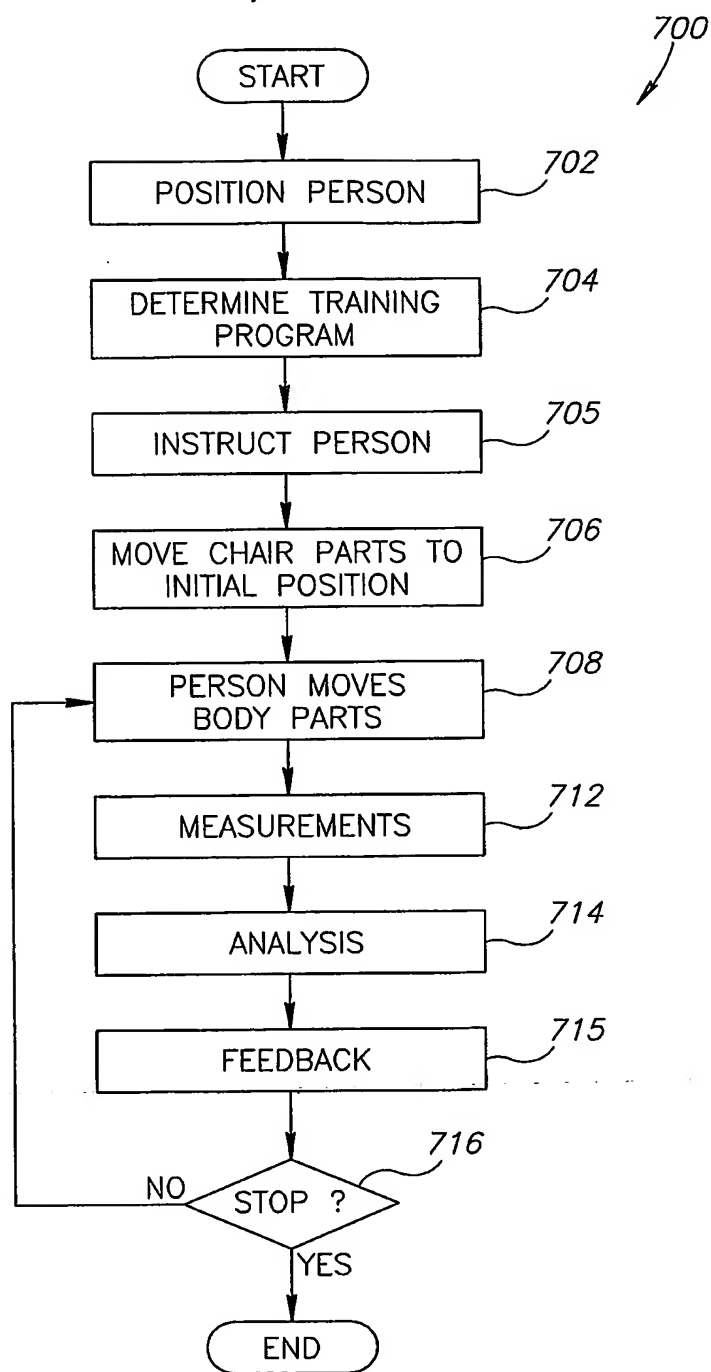 700
START
POSITION PERSON
702
DETERMINE TRAINING
PROGRAM
704
INSTRUCT PERSON
705
MOVE CHAIR PARTS TO
INITIAL POSITION
706
PERSON MOVES
BODY PARTS
708
MEASUREMENTS
712
ANALYSIS
714
FEEDBACK
715
STOP ?
716
NO
YES
END